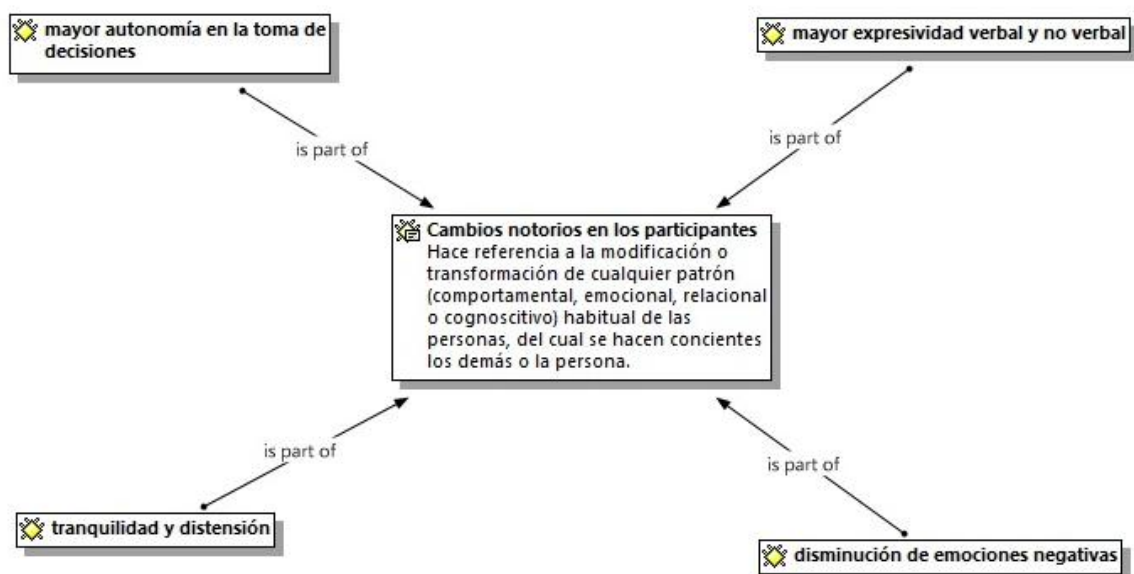 mayor autonomía en la toma de
decisiones
mayor expresividad verbal y no verbal
is part of
is part of
Cambios notorios en los participantes
Hace referencia a la modificación o
transformación de cualquier patrón
(comportamental, emocional, relacional
o cognoscitivo) habitual de las
personas, del cual se hacen concientes
los demás o la persona.
is part of
is part of
tranquilidad y distensión
disminución de emociones negativas